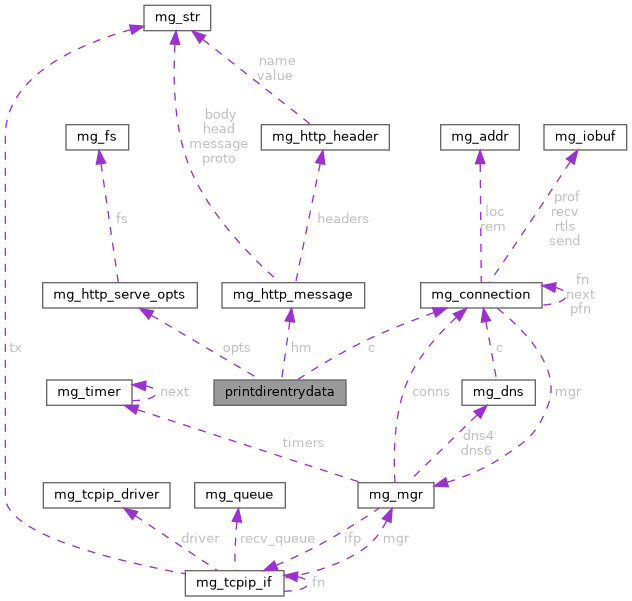 mg_str
name
value
body
head
message
proto
mg_fs
mg_http_header
mg_addr
mg_iobuf
fs
headers
loc
rem
prof
recv
rtls
send
mg_http_serve_opts
mg_http_message
mg_connection
fn
next
pfn
tx
opts
hm
c
c
mg_timer
next
printdirentrydata
conns
mg_dns
mgr
timers
dns4
dns6
mg_tcpip_driver
mg_queue
mg_mgr
driver
recv_queue
ifp
mgr
mg_tcpip_if
fn